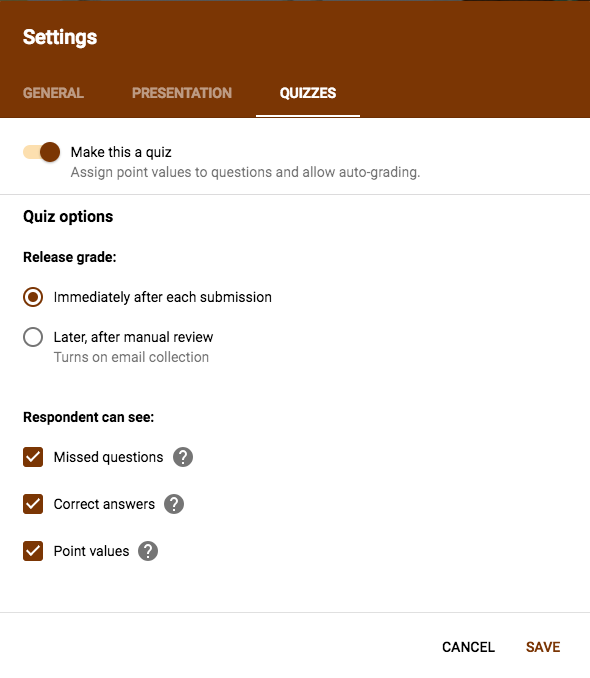 Settings
GENERAL PRESENTATION QUIZZES
Make this a quiz
Assign point values to questions and allow auto-grading.
Quiz options
Release grade:
Immediately after each submission
Later, after manual review
Turns on email collection
Respondent can see:
Missed questions ?
Correct answers ?
Point values ?
CANCEL SAVE